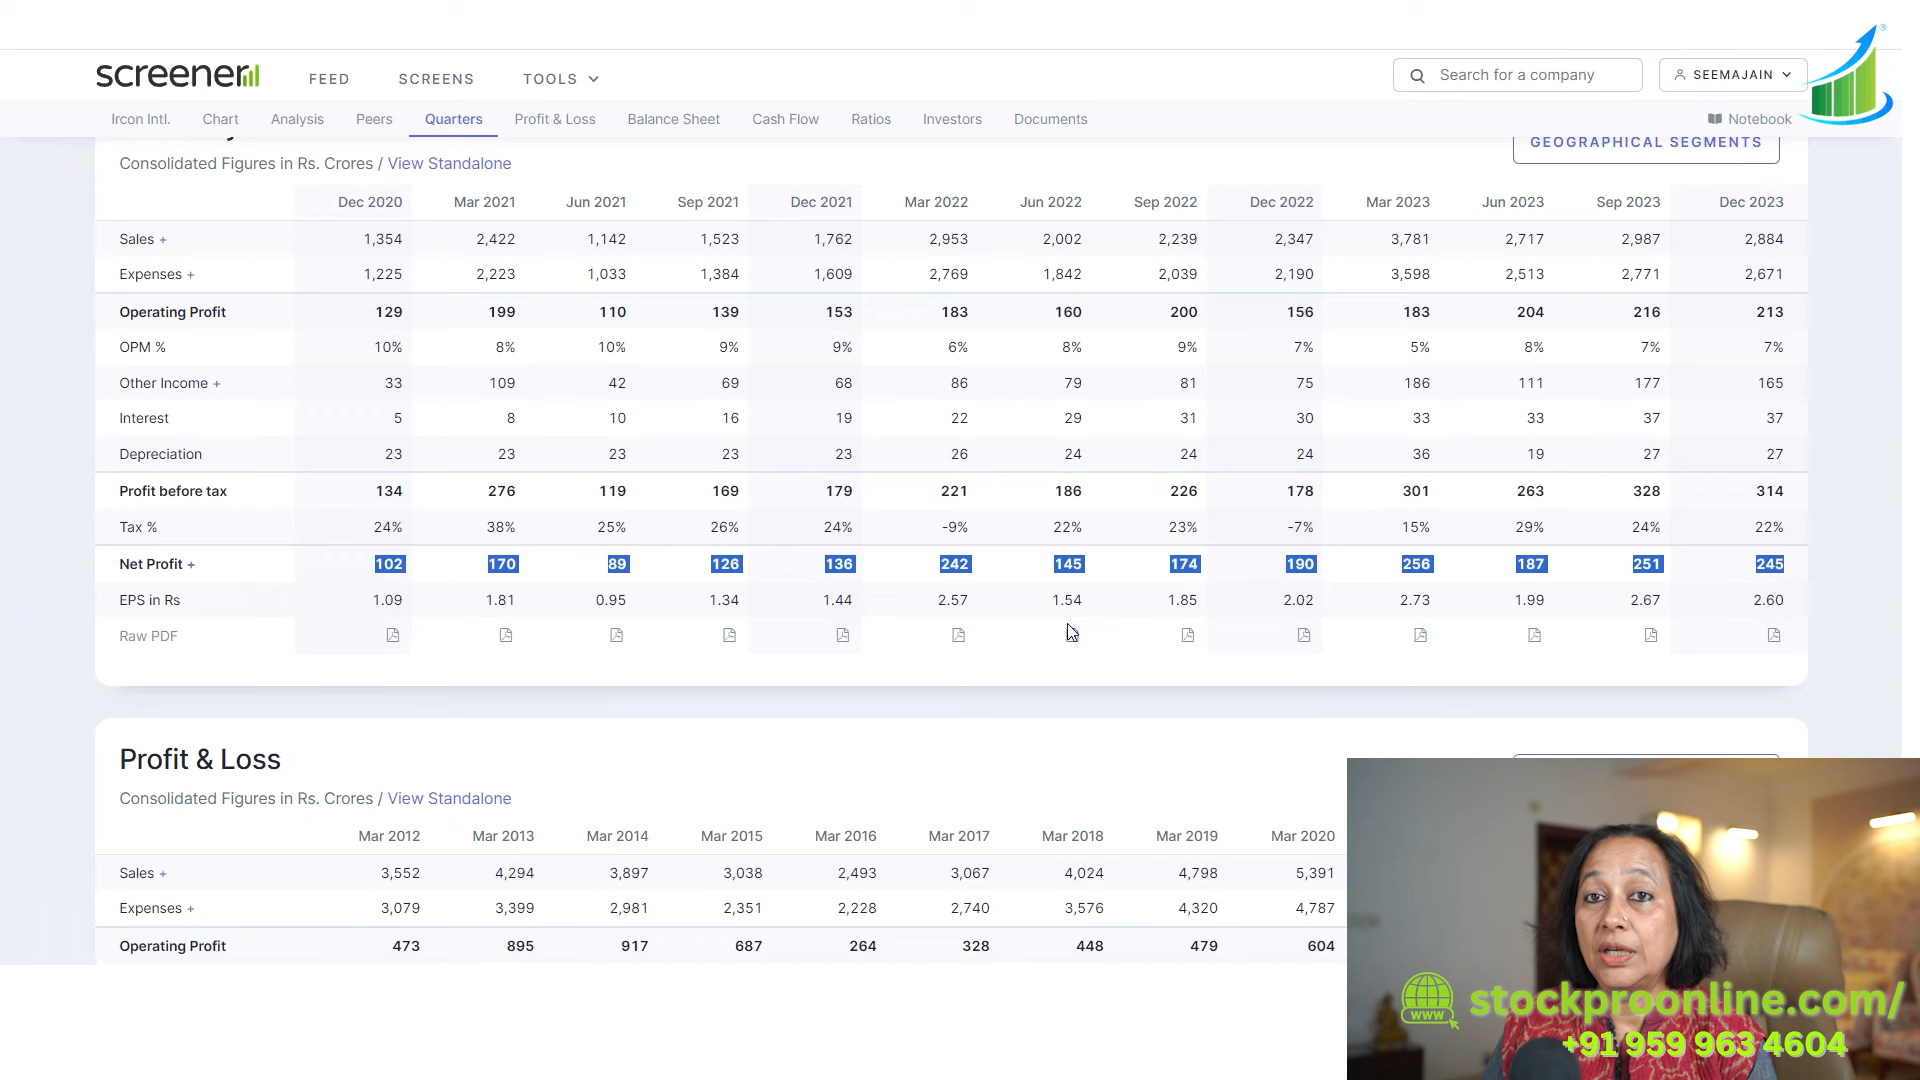 screener
FEED SCREENS TOOLS
Search for a company
SEEMAJAIN
®
Ircon Intl. Chart Analysis Peers Quarters Profit & Loss Balance Sheet Cash Flow Ratios Investors Documents Notebook
GEOGRAPHICAL SEGMENTS
Consolidated Figures in Rs. Crores / View Standalone
Dec 2020 Mar 2021 Jun 2021 Sep 2021 Dec 2021 Mar 2022 Jun 2022 Sep 2022 Dec 2022 Mar 2023 Jun 2023 Sep 2023 Dec 2023
Sales + 1,354 2,422 1,142 1,523 1,762 2,953 2,002 2,239 2,347 3,781 2,717 2,987 2,884
Expenses + 1,225 2,223 1,033 1,384 1,609 2,769 1,842 2,039 2,190 3,598 2,513 2,771 2,671
Operating Profit 129 199 110 139 153 183 160 200 156 183 204 216 213
OPM % 10% 8% 10% 9% 9% 6% 8% 9% 7% 5% 8% 7% 7%
Other Income + 33 109 42 69 68 86 79 81 75 186 111 177 165
Interest 5 8 10 16 19 22 29 31 30 33 33 37 37
Depreciation 23 23 23 23 23 26 24 24 24 36 19 27 27
Profit before tax 134 276 119 169 179 221 186 226 178 301 263 328 314
Tax % 24% 38% 25% 26% 24% -9% 22% 23% -7% 15% 29% 24% 22%
Net Profit + 102 170 89 126 136 242 145 174 190 256 187 251 245
EPS in Rs 1.09 1.81 0.95 1.34 1.44 2.57 1.54 1.85 2.02 2.73 1.99 2.67 2.60
Raw PDF
Profit & Loss
Consolidated Figures in Rs. Crores / View Standalone
Mar 2012 Mar 2013 Mar 2014 Mar 2015 Mar 2016 Mar 2017 Mar 2018 Mar 2019 Mar 2020
Sales + 3,552 4,294 3,897 3,038 2,493 3,067 4,024 4,798 5,391
Expenses + 3,079 3,399 2,981 2,351 2,228 2,740 3,576 4,320 4,787
Operating Profit 473 895 917 687 264 328 448 479 604
www
stockproonline.com/
+91 959 963 4604